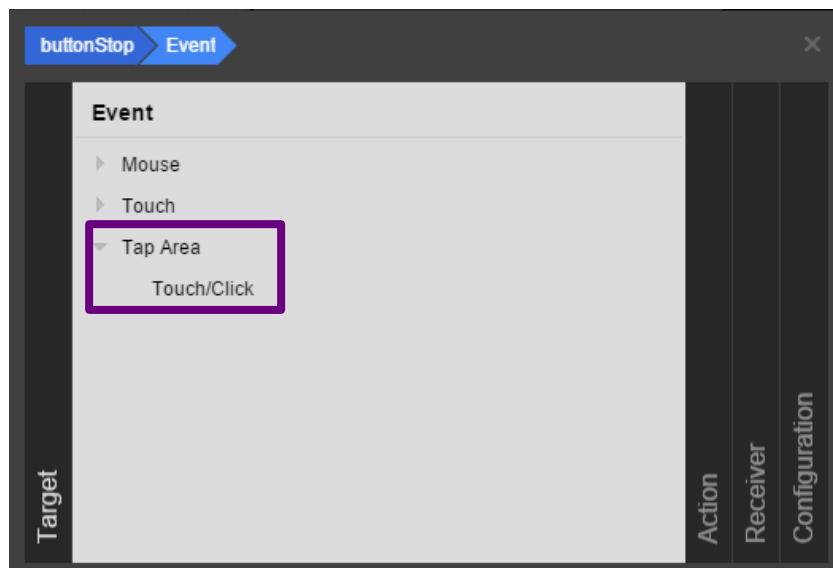 buttonStop Event
Event
Mouse
Touch
Tap Area
Touch/Click
Target
Action
Receiver
Configuration